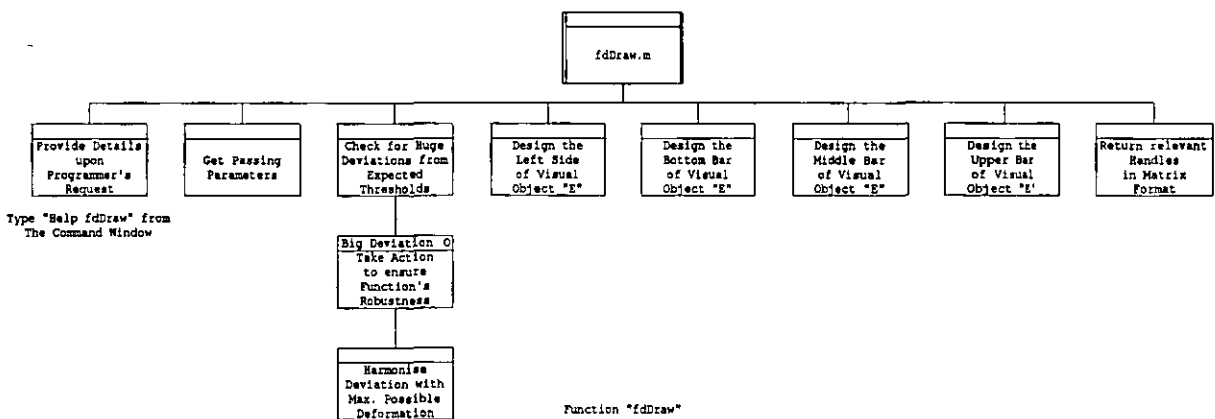 fdDraw.m
Provide Details
upon
Programmer's
Request
Type "Help fdDraw" from
The Command Window
Get Passing
Parameters
Check for Huge
Deviations from
Expected
Thresholds
Big Deviation O
Take Action
to ensure
Function's
Robustness
Harmonise
Deviation with
Max. Possible
Deformation
Design the
Left Side
of Visual
Object "E"
Design the
Bottom Bar
of Visual
Object "E"
Design the
Middle Bar
of Visual
Object "E"
Design the
Upper Bar
of Visual
Object "E'
Return relevant
Handles
in Matrix
Format
Function "fdDraw"